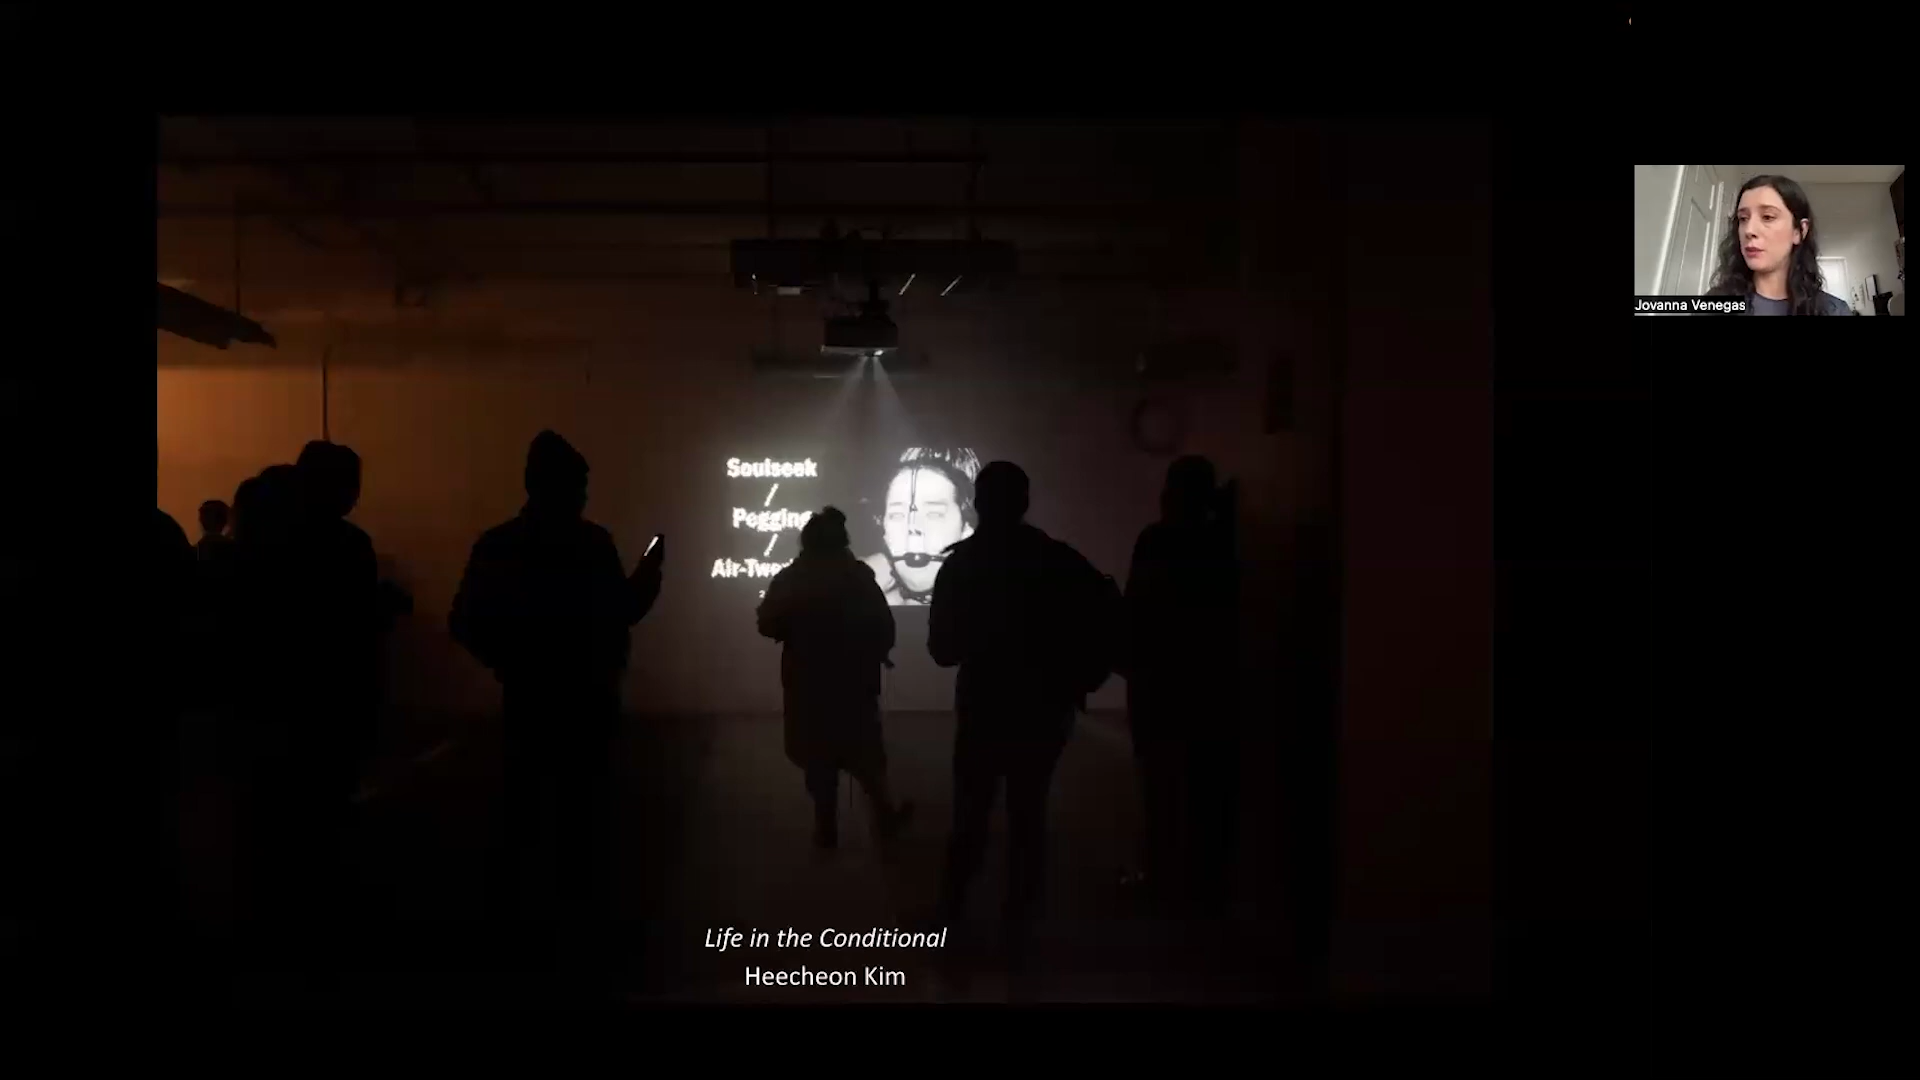 Soulseek
/
Pegging
/
Life in the Conditional
Heecheon Kim
Jovanna Venegas